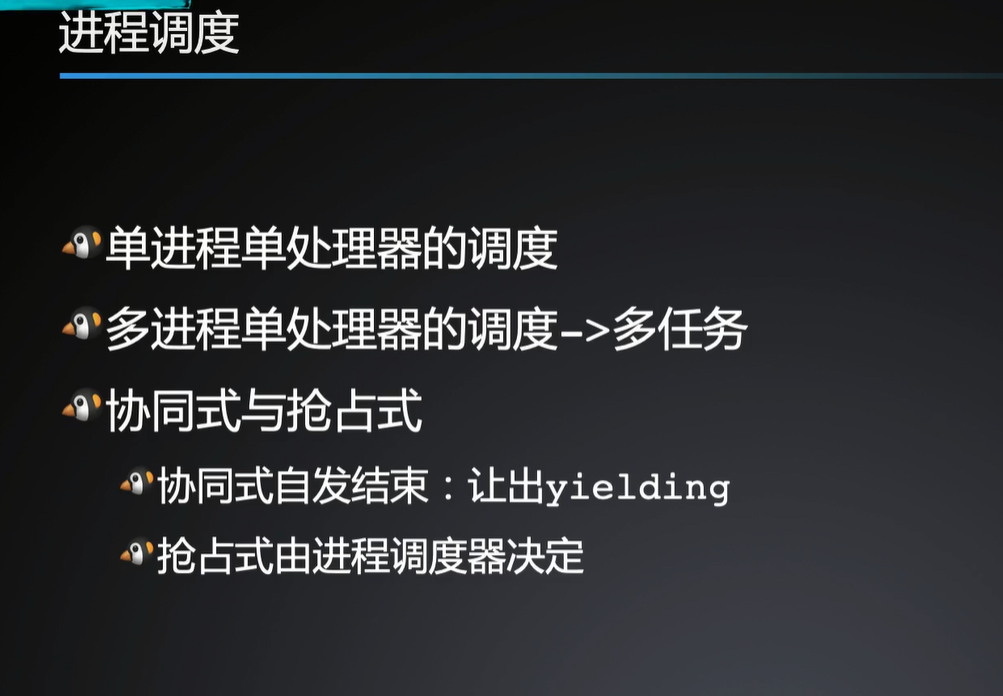 进程调度
单进程单处理器的调度
多进程单处理器的调度->多任务
协同式与抢占式
协同式自发结束：让出yielding
抢占式由进程调度器决定